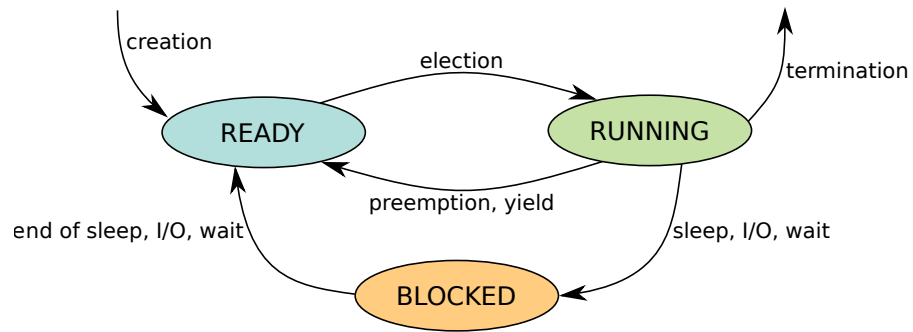 creation
election
termination
READY
RUNNING
preemption, yield
end of sleep, I/O, wait
sleep, I/O, wait
BLOCKED